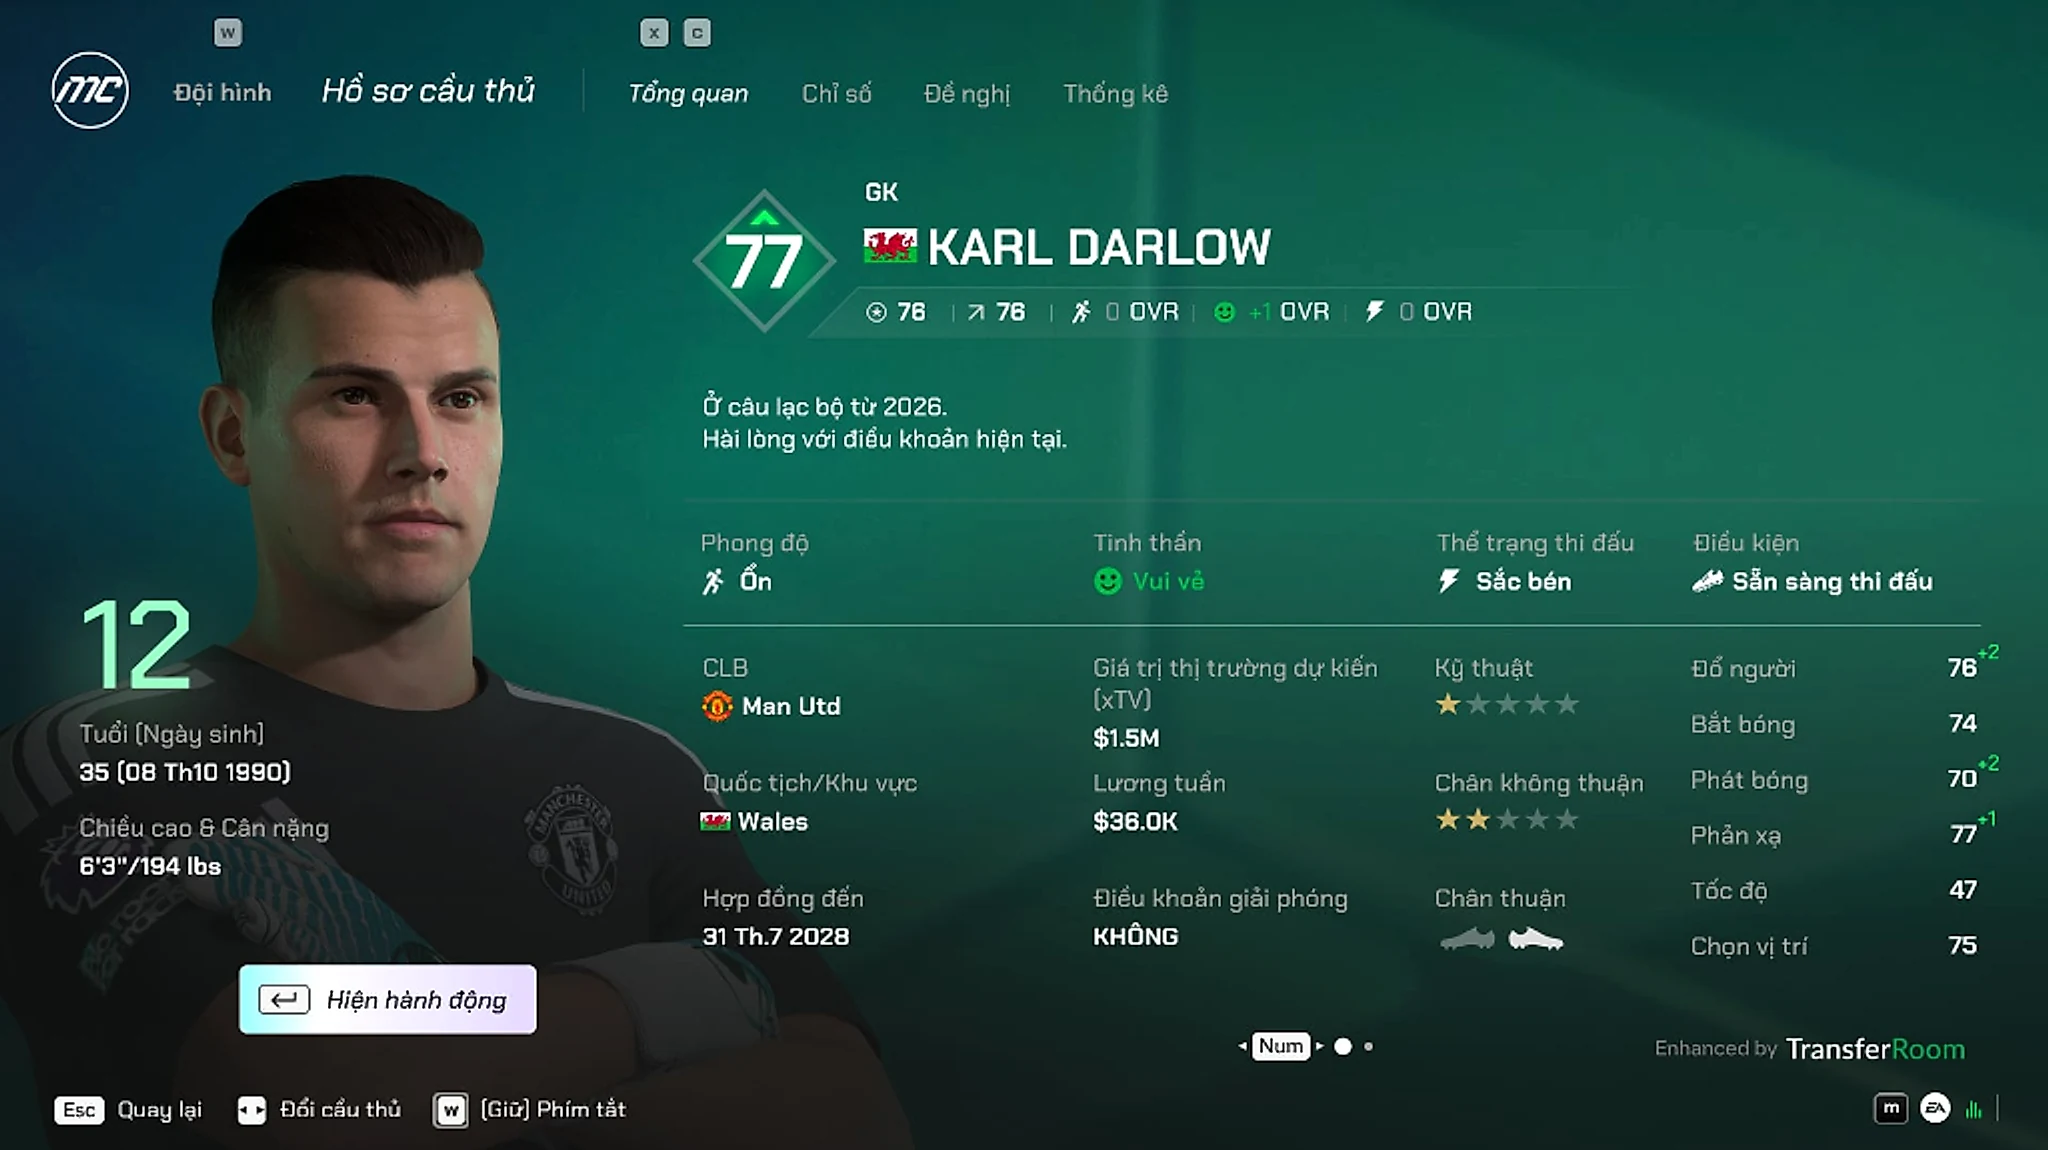 W
X C
MC Đội hình Hồ sơ cầu thủ Tổng quan Chỉ số Đề nghị Thống kê
GK
77 KARL DARLOW
76 76 0 OVR +1 OVR 0 OVR
Ở câu lạc bộ từ 2026.
Hài lòng với điều khoản hiện tại.
Phong độ Tinh thần Thể trạng thi đấu Điều kiện
Ổn Vui vẻ Sắc bén Sẵn sàng thi đấu
12
Tuổi (Ngày sinh)
35 (08 Th10 1990)
Chiều cao & Cân nặng
6'3"/194 lbs
MANCHESTER
UNITED
CLB
Man Utd
Quốc tịch/Khu vực
Wales
Hợp đồng đến
31 Th.7 2028
Giá trị thị trường dự kiến
(xTV)
$1.5M
Lương tuần
$36.0K
Điều khoản giải phóng
KHÔNG
Kỹ thuật
Chân không thuận
Chân thuận
Đổ người 76 +2
Bắt bóng 74
Phát bóng 70 +2
Phản xạ 77 +1
Tốc độ 47
Chọn vị trí 75
Hiện hành động
Num
Enhanced by TransferRoom
Esc Quay lại Đổi cầu thủ W (Giữ) Phím tắt
m EA